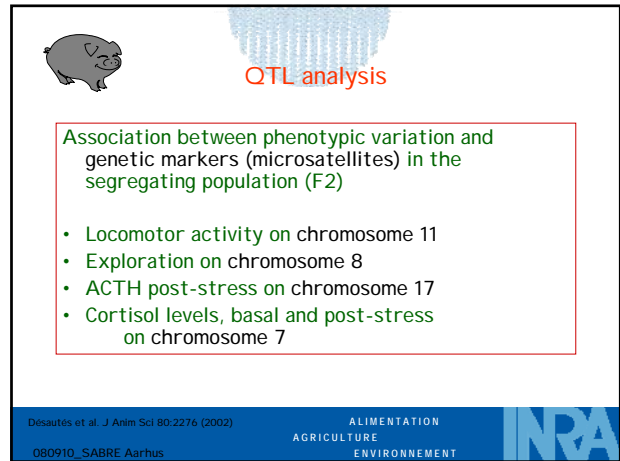 QTL analysis
Association between phenotypic variation and
genetic markers (microsatellites) in the
segregating population (F2)
• Locomotor activity on chromosome 11
• Exploration on chromosome 8
• ACTH post-stress on chromosome 17
• Cortisol levels, basal and post-stress
on chromosome 7
Désautés et al. J Anim Sci 80:2276 (2002)
ALIMENTATION
AGRICULTURE
ENVIRONNEMENT
080910_SABRE Aarhus
INRA